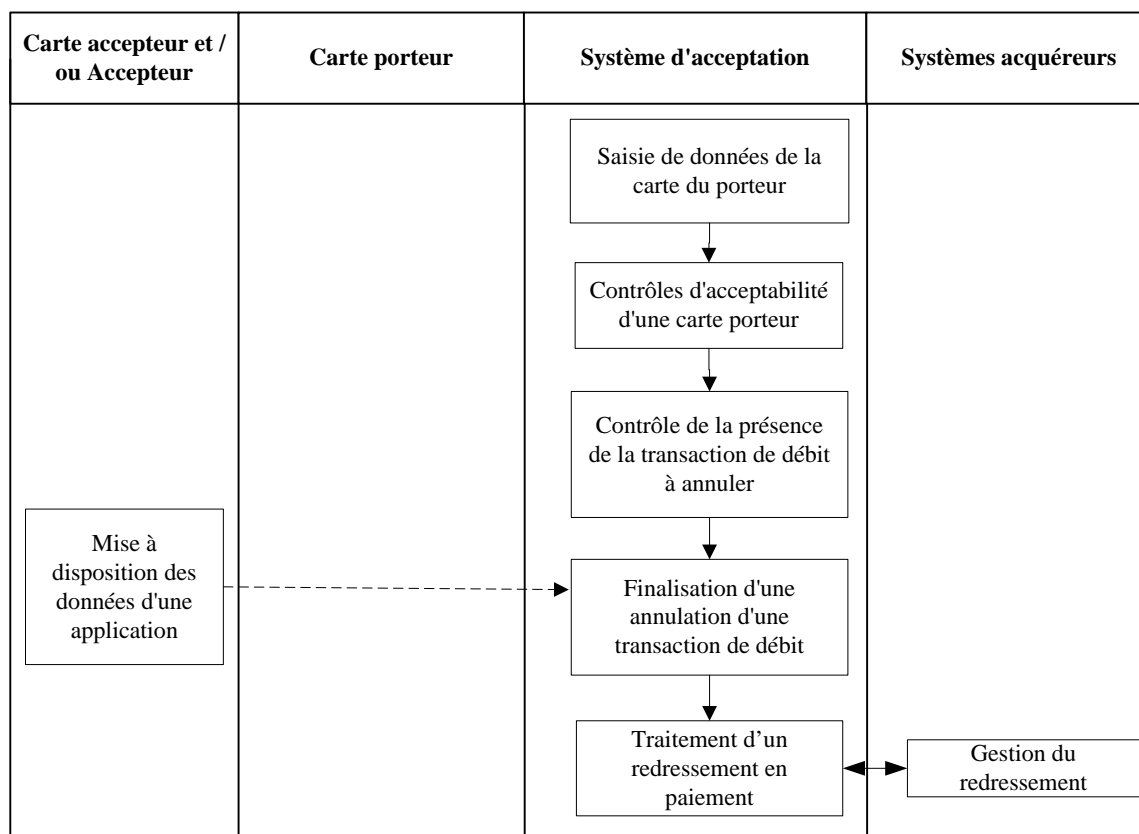 Carte accepteur et /
ou Accepteur
Carte porteur
Système d'acceptation
Systèmes acquéreurs
Saisie de données de la
carte du porteur
Contrôles d'acceptabilité
d'une carte porteur
Contrôle de la présence
de la transaction de débit
à annuler
Mise à
disposition des
données d'une
application
Finalisation d'une
annulation d'une
transaction de débit
Traitement d’un
redressement en
paiement
Gestion du
redressement